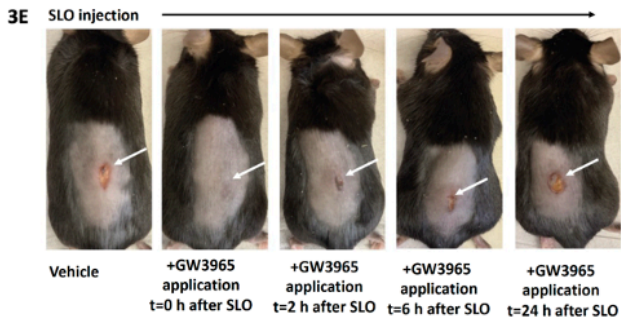 3E SLO injection
Vehicle
+GW3965
application
t=0 h after SLO
+GW3965
application
t=2 h after SLO
+GW3965
application
t=6 h after SLO
+GW3965
application
t=24 h after SLO